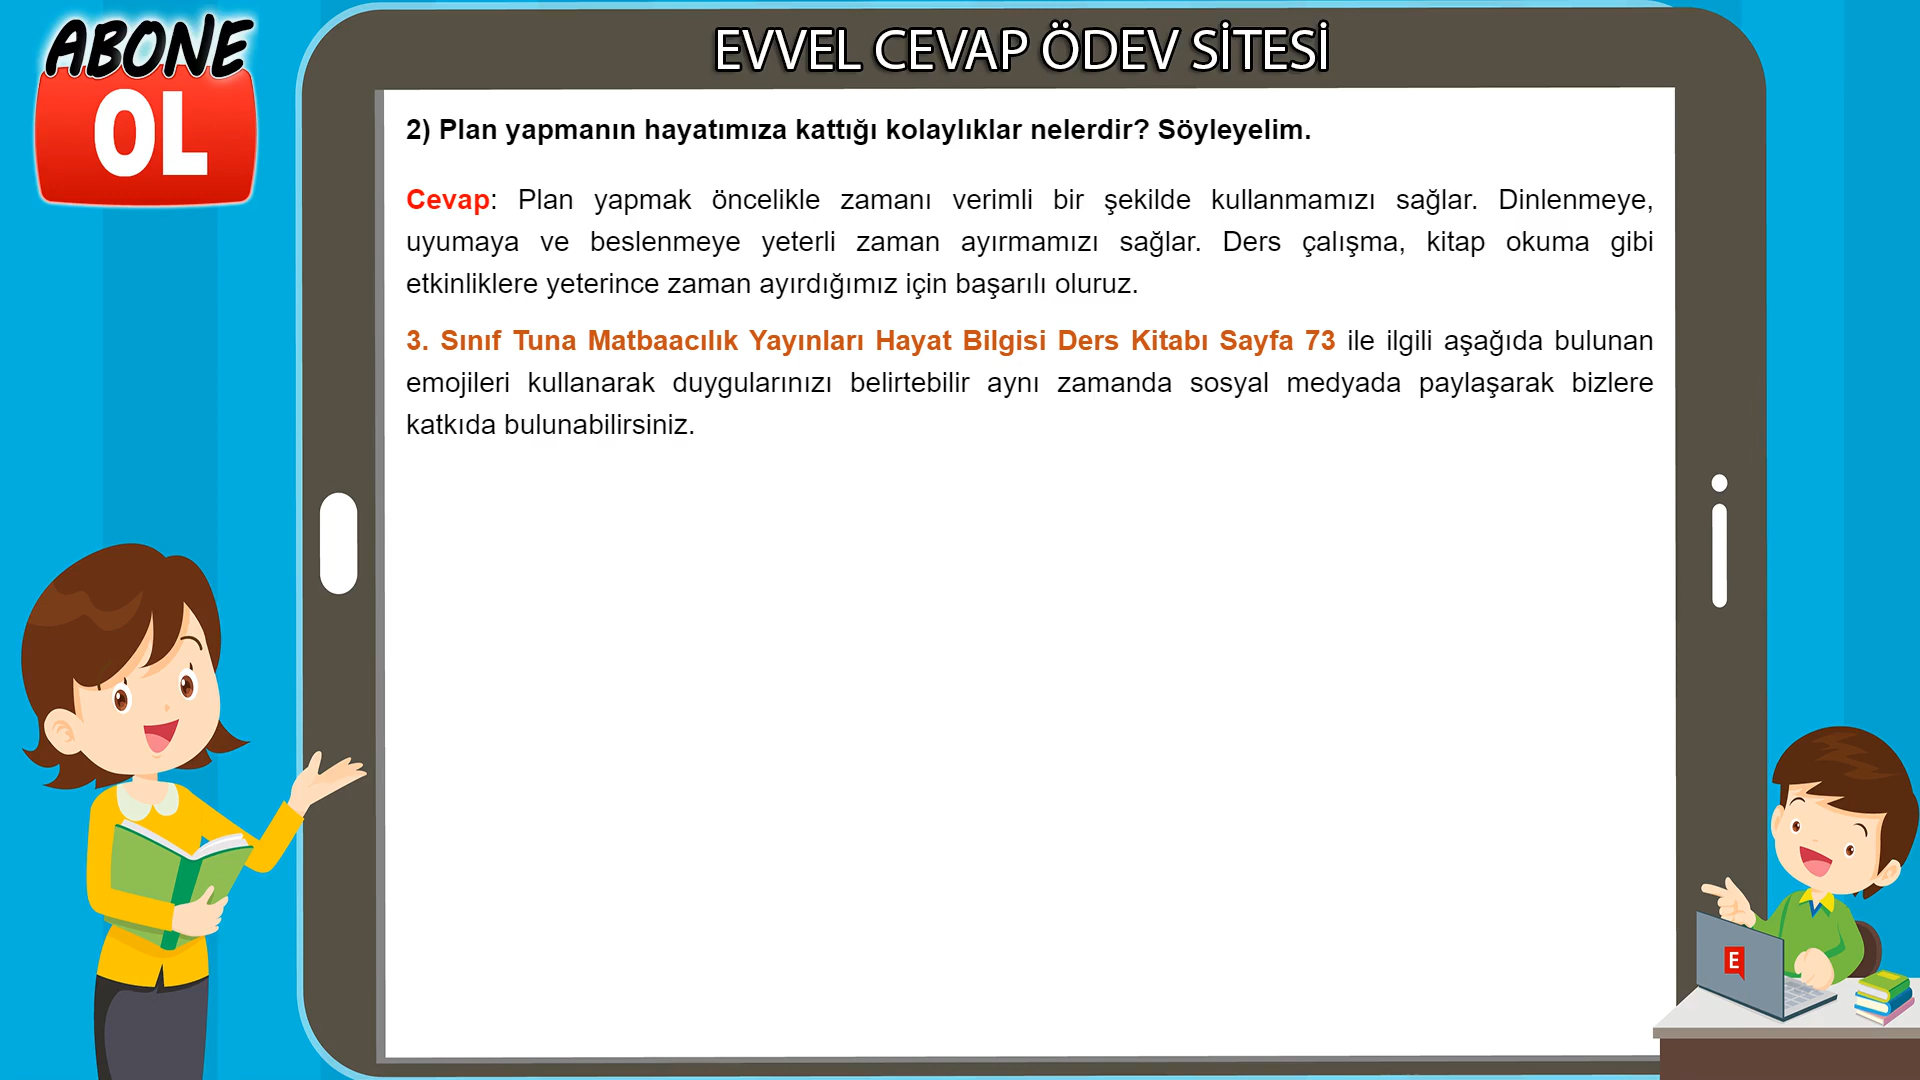 ABONE
OL
EVVEL CEVAP ÖDEV SİTESİ
2) Plan yapmanın hayatımıza kattığı kolaylıklar nelerdir? Söyleyelim.
Cevap: Plan yapmak öncelikle zamanı verimli bir şekilde kullanmamızı sağlar. Dinlenmeye,
uyumaya ve beslenmeye yeterli zaman ayırmamızı sağlar. Ders çalışma, kitap okuma gibi
etkinliklere yeterince zaman ayırdığımız için başarılı oluruz.
3. Sınıf Tuna Matbaacılık Yayınları Hayat Bilgisi Ders Kitabı Sayfa 73 ile ilgili aşağıda bulunan
emojileri kullanarak duygularınızı belirtebilir aynı zamanda sosyal medyada paylaşarak bizlere
katkıda bulunabilirsiniz.
E